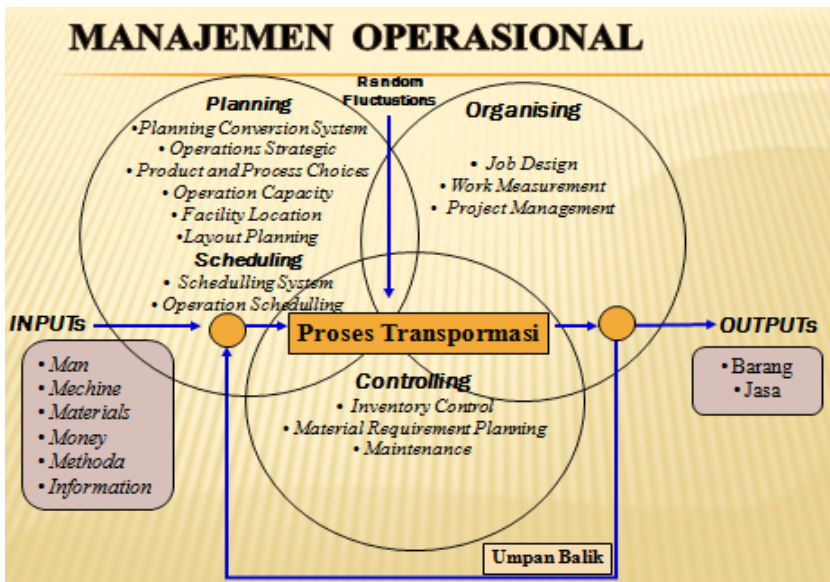 MANAJEMEN OPERASIONAL
Random
Fluctustions
Planning
•Planning Conversion System
• Operations Strategic
•Product and Process Choices
• Operation Capacity
• Facility Location
•Layout Planning
Scheduling
• Schedulling System
• Operation Schedulling
Organising
• Job Design
• Work Measurement
• Project Management
INPUTs
• Man
• Mechine
• Materials
• Money
• Methoda
• Information
Proses Transpormasi
OUTPUTs
• Barang
• Jasa
Controlling
• Inventory Control
• Material Requirement Planning
• Maintenance
Umpan Balik